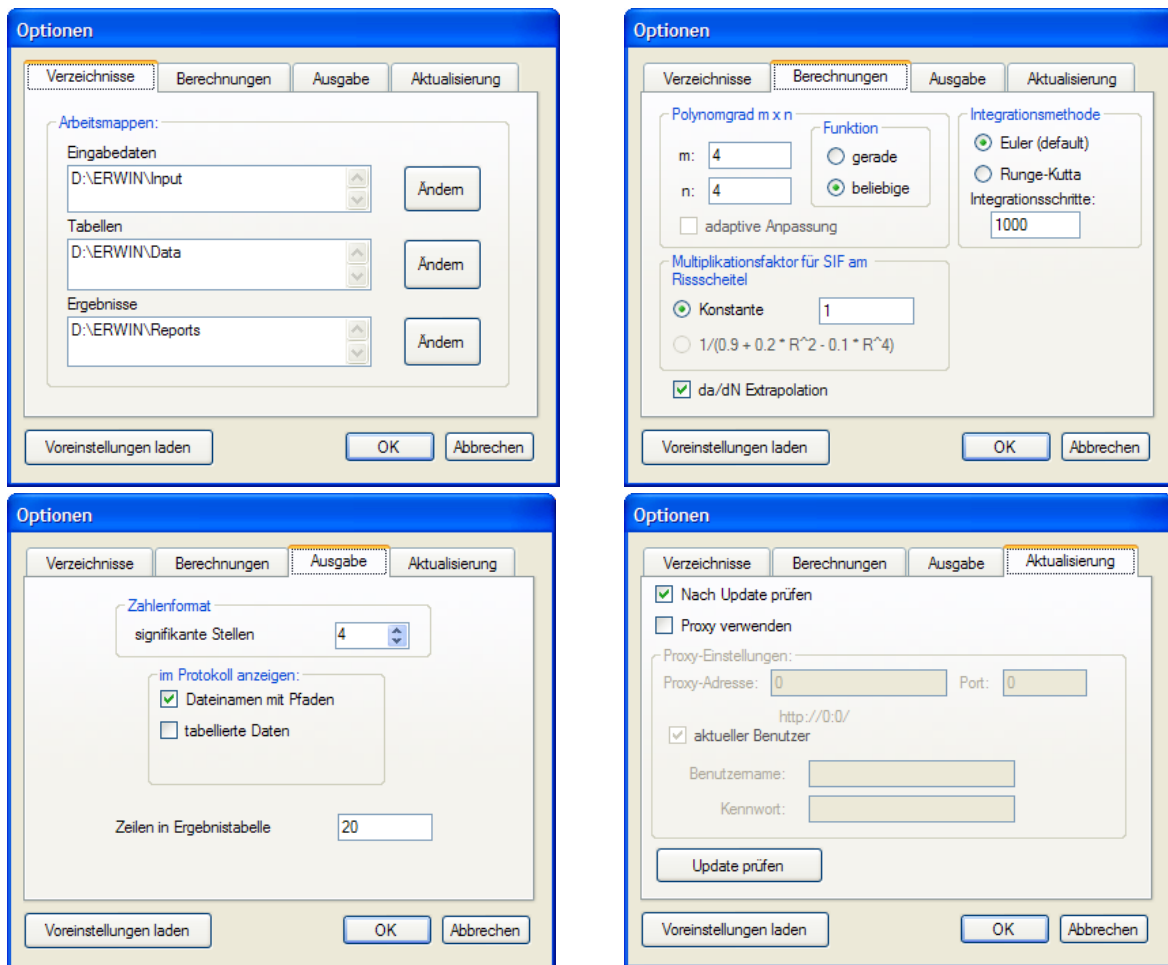 Optionen
Verzeichnisse Berechnungen Ausgabe Aktualisierung
Arbeitsmappen:
Eingabedaten
D:\ERWIN\Input
Ändern
Tabellen
D:\ERWIN\Data
Ändern
Ergebnisse
D:\ERWIN\Reports
Ändern
Voreinstellungen laden OK Abbrechen
Optionen
Verzeichnisse Berechnungen Ausgabe Aktualisierung
Polynomgrad m x n
m: 4
n: 4
Funktion
gerade
beliebige
adaptive Anpassung
Integrationsmethode
Euler (default)
Runge-Kutta
Integrationsschritte:
1000
Multiplikationsfaktor für SIF am
Rissscheitel
Konstante 1
1/(0.9 + 0.2 * R^2 - 0.1 * R^4)
da/dN Extrapolation
Voreinstellungen laden OK Abbrechen
Optionen
Verzeichnisse Berechnungen Ausgabe Aktualisierung
Zahlenformat
signifikante Stellen 4
im Protokoll anzeigen:
Dateinamen mit Pfaden
tabellierte Daten
Zeilen in Ergebnistabelle 20
Voreinstellungen laden OK Abbrechen
Optionen
Verzeichnisse Berechnungen Ausgabe Aktualisierung
Nach Update prüfen
Proxy verwenden
Proxy-Einstellungen:
Proxy-Adresse: 0 Port: 0
http://0:0/
aktueller Benutzer
Benutzername:
Kennwort:
Update prüfen
Voreinstellungen laden OK Abbrechen